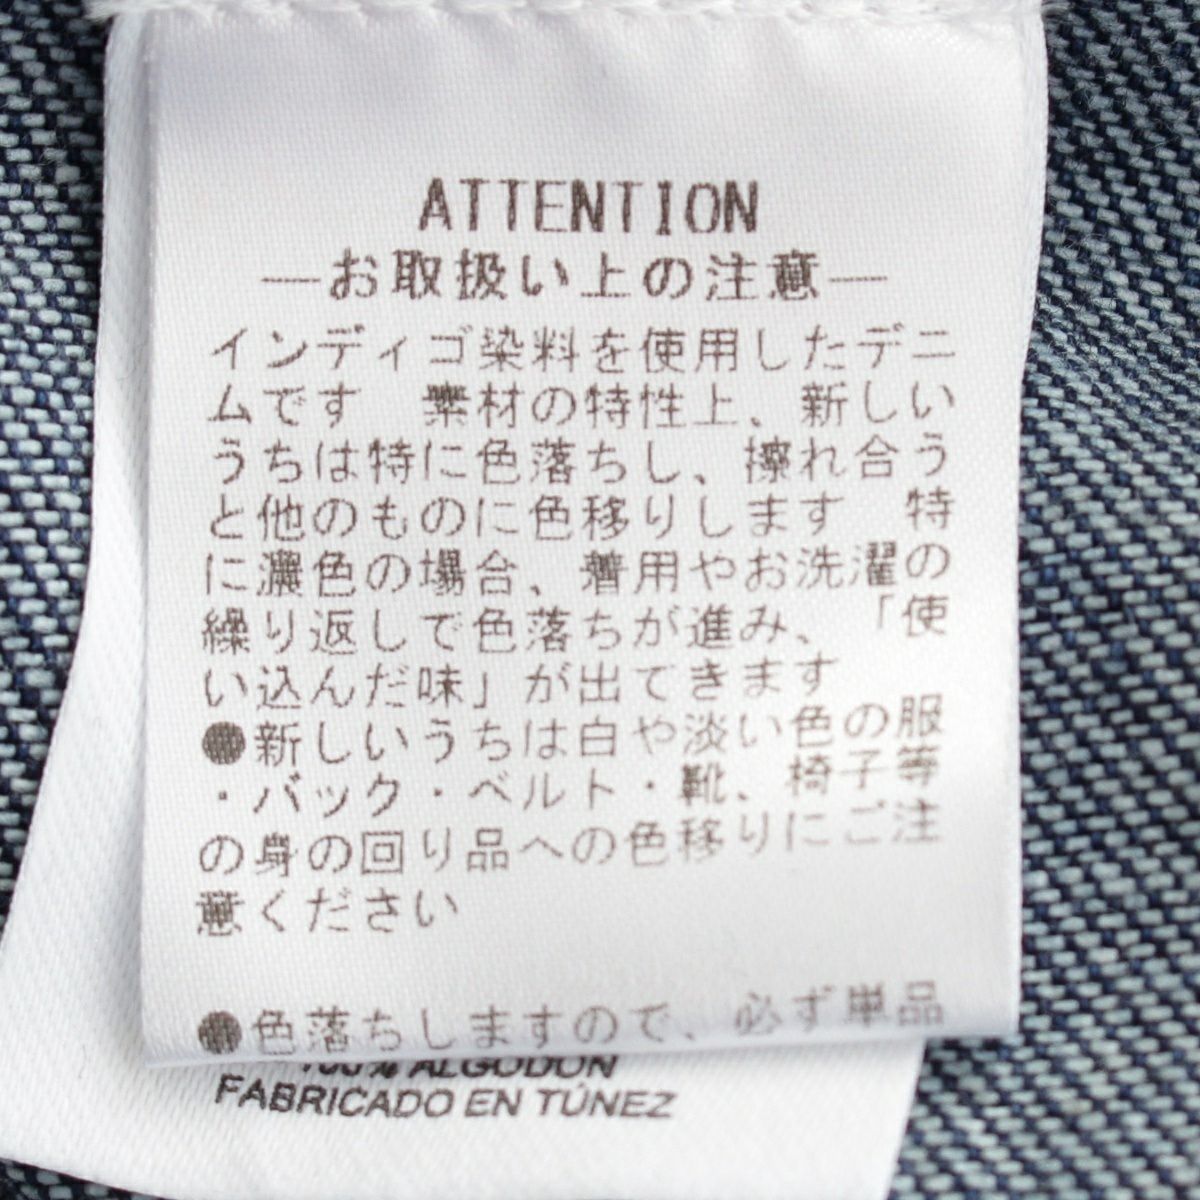 ATTENTION
—お取扱い上の注意—
インディゴ染料を使用したデニ
ムです　素材の特性上、新しい
うちは特に色落ちし、擦れ合う
と他のものに色移りします　特
に濃色の場合、着用やお洗濯の
繰り返しで色落ちが進み、「使
い込んだ味」が出てきます
●新しいうちは白や淡い色の服
・バック・ベルト・靴、椅子等
の身の回り品への色移りにご注
意ください
●色落ちしますので、必ず単品
100% ALGODON
FABRICADO EN TÚNEZ